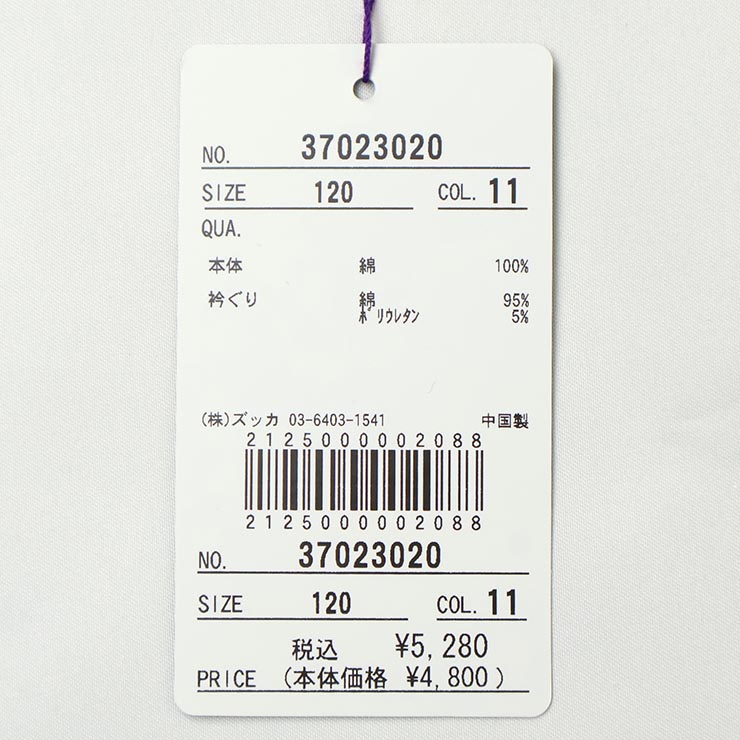 NO. 37023020
SIZE 120 COL. 11
QUA.
本体 綿 100%
衿ぐり 綿 95%
ﾎﾟﾘｳﾚﾀﾝ 5%
(株)ズッカ 03-6403-1541 中国製
2125000002088
2125000002088
NO. 37023020
SIZE 120 COL. 11
税込 ¥5,280
PRICE (本体価格 ¥4,800)